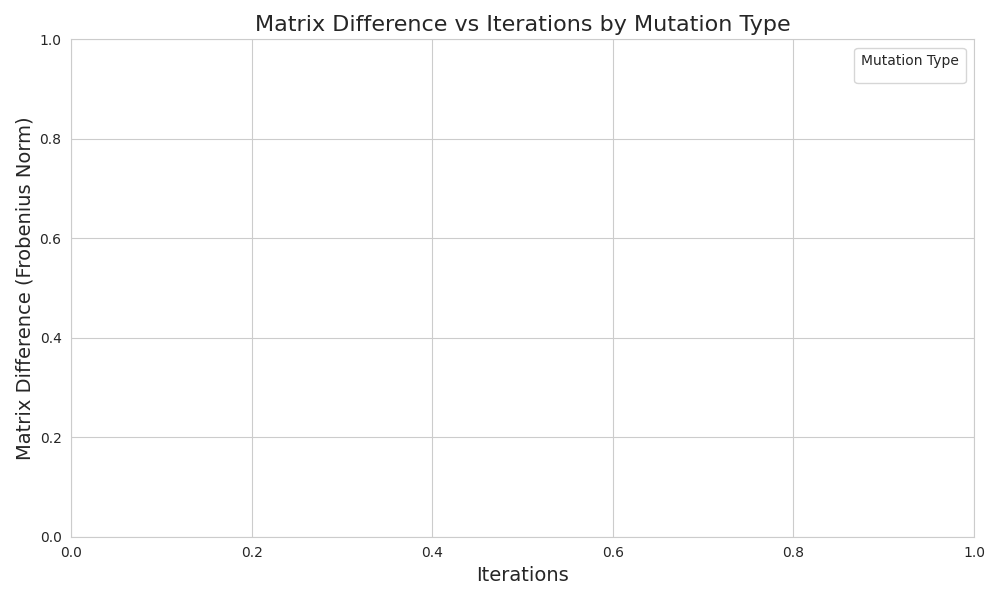 Matrix Difference vs Iterations by Mutation Type
Mutation Type
Matrix Difference (Frobenius Norm)
1.0
0.8
0.6
0.4
0.2
0.0
0.0 0.2 0.4 0.6 0.8 1.0
Iterations